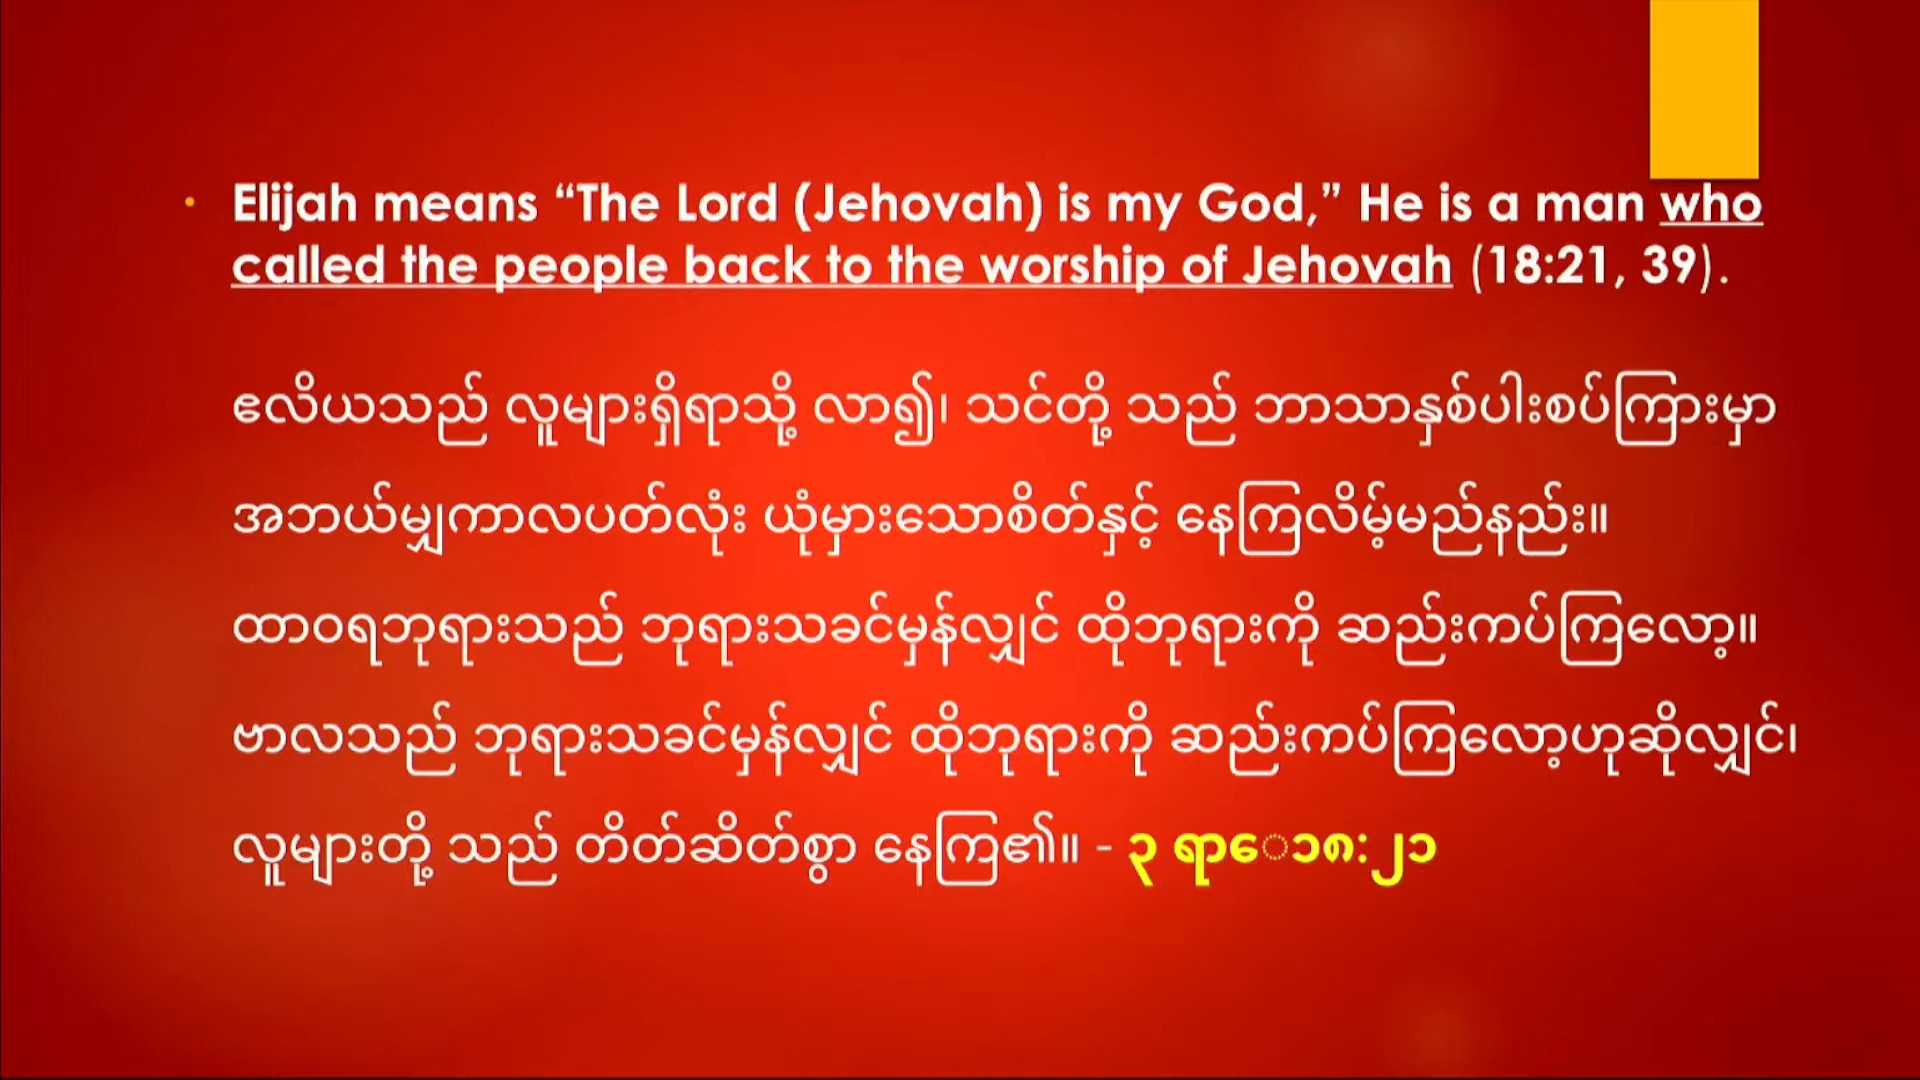 • Elijah means “The Lord (Jehovah) is my God,” He is a man who
called the people back to the worship of Jehovah (18:21, 39).
ဧလိယသည် လူများရှိရာသို့ လာ၍၊ သင်တို့ သည် ဘာသာနှစ်ပါးစပ်ကြားမှာ
အဘယ်မျှကာလပတ်လုံး ယုံမှားသောစိတ်နှင့် နေကြလိမ့်မည်နည်း။
ထာဝရဘုရားသည် ဘုရားသခင်မှန်လျှင် ထိုဘုရားကို ဆည်းကပ်ကြလော့။
ဗာလသည် ဘုရားသခင်မှန်လျှင် ထိုဘုရားကို ဆည်းကပ်ကြလော့ဟုဆိုလျှင်၊
လူများတို့ သည် တိတ်ဆိတ်စွာ နေကြ၏။ - ၃ ရာေ​ေ၁၈:၂၁